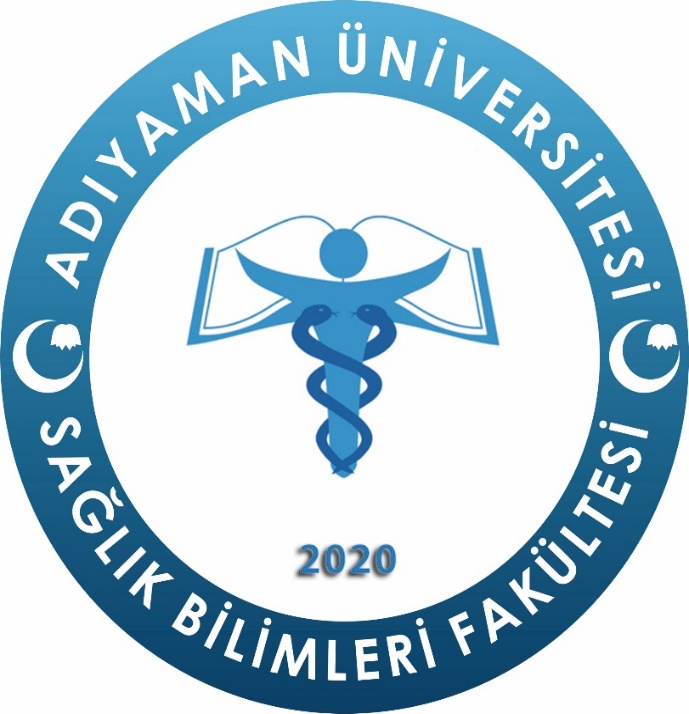 ADIYAMAN ÜNİVERSİTESİ
2020
SAĞLIK BİLİMLERİ FAKÜLTESİ